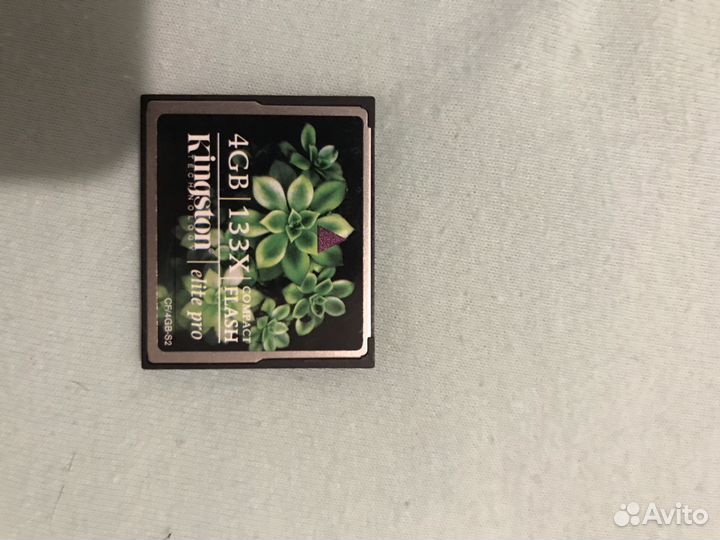 4GB 133X COMPACT
FLASH
Kingston elite pro
TECHNOLOGY
CF/4GB-S2
Avito